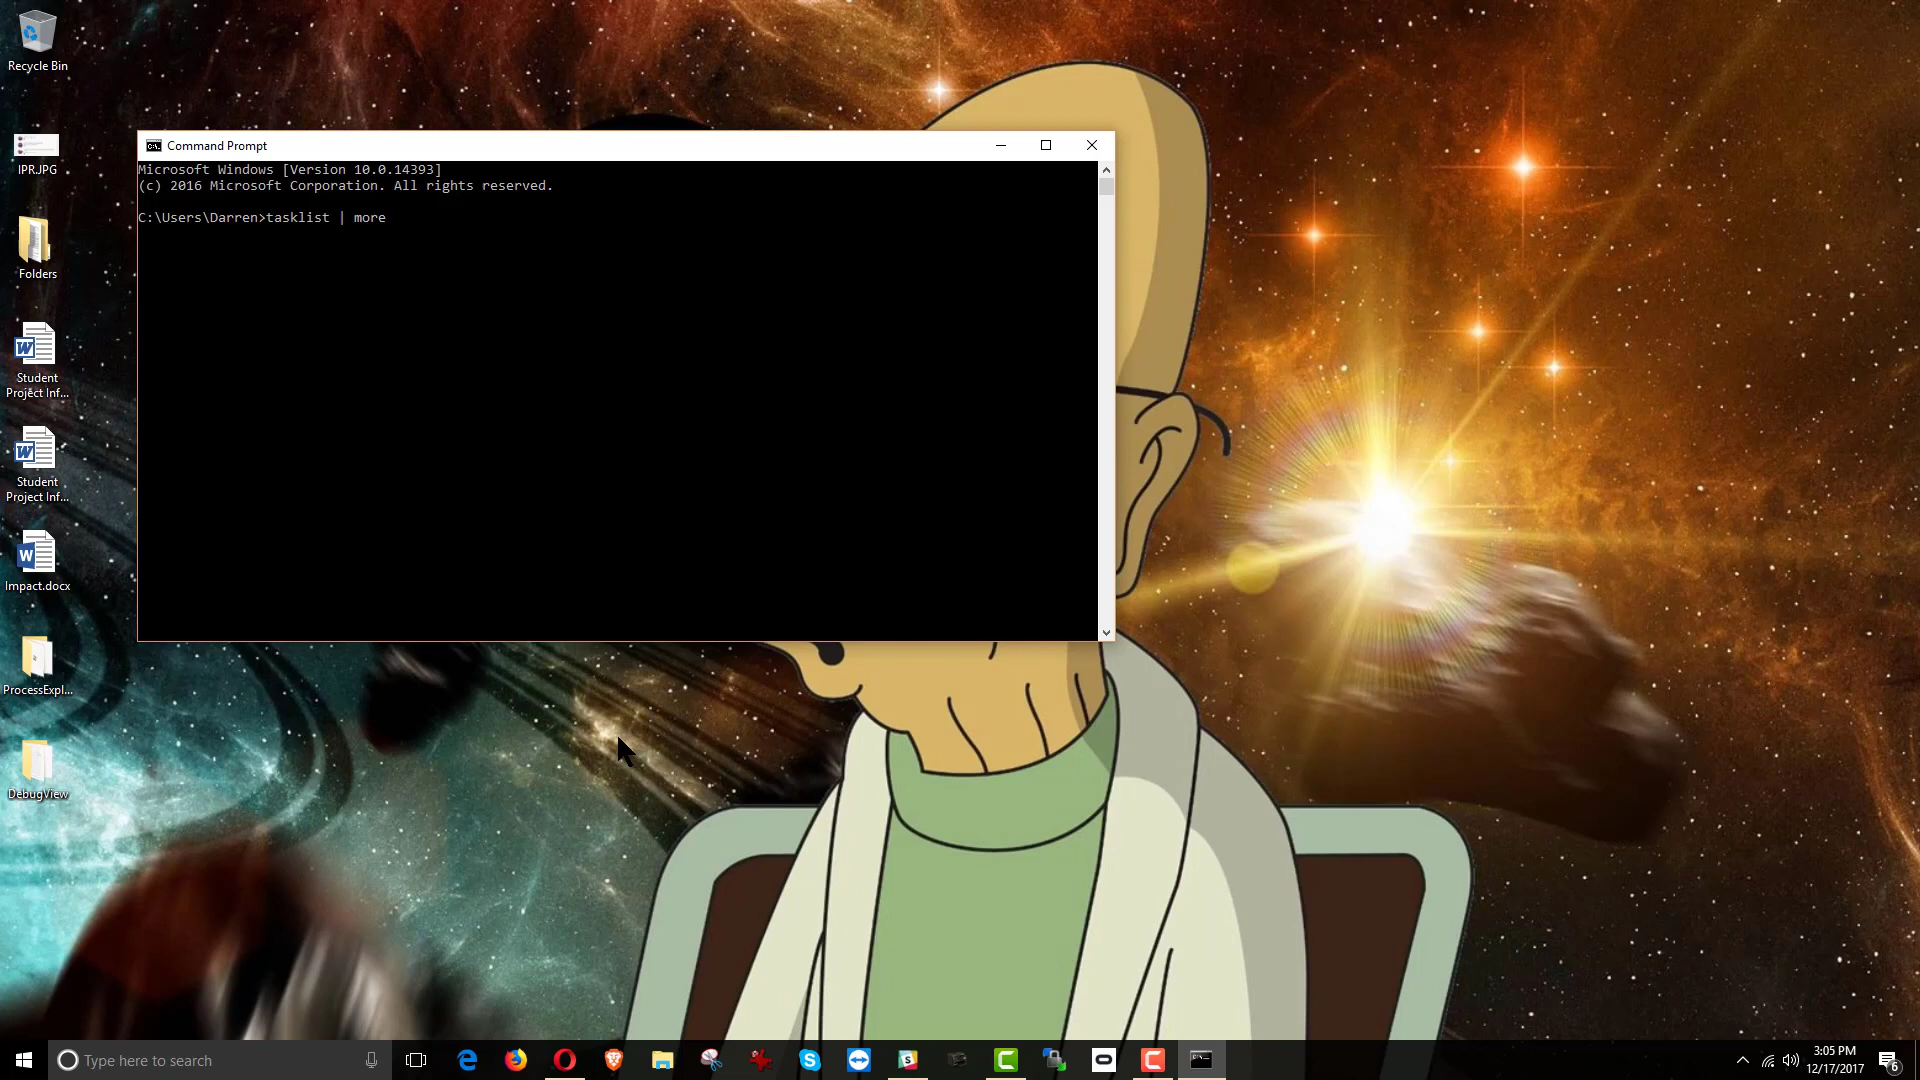 Recycle Bin
IPR.JPG
Folders
Student
Project Inf...
Student
Project Inf...
Impact.docx
ProcessExpl...
DebugView
Command Prompt
Microsoft Windows [Version 10.0.14393]
(c) 2016 Microsoft Corporation. All rights reserved.
C:\Users\Darren>tasklist | more
Type here to search
3:05 PM
12/17/2017
6